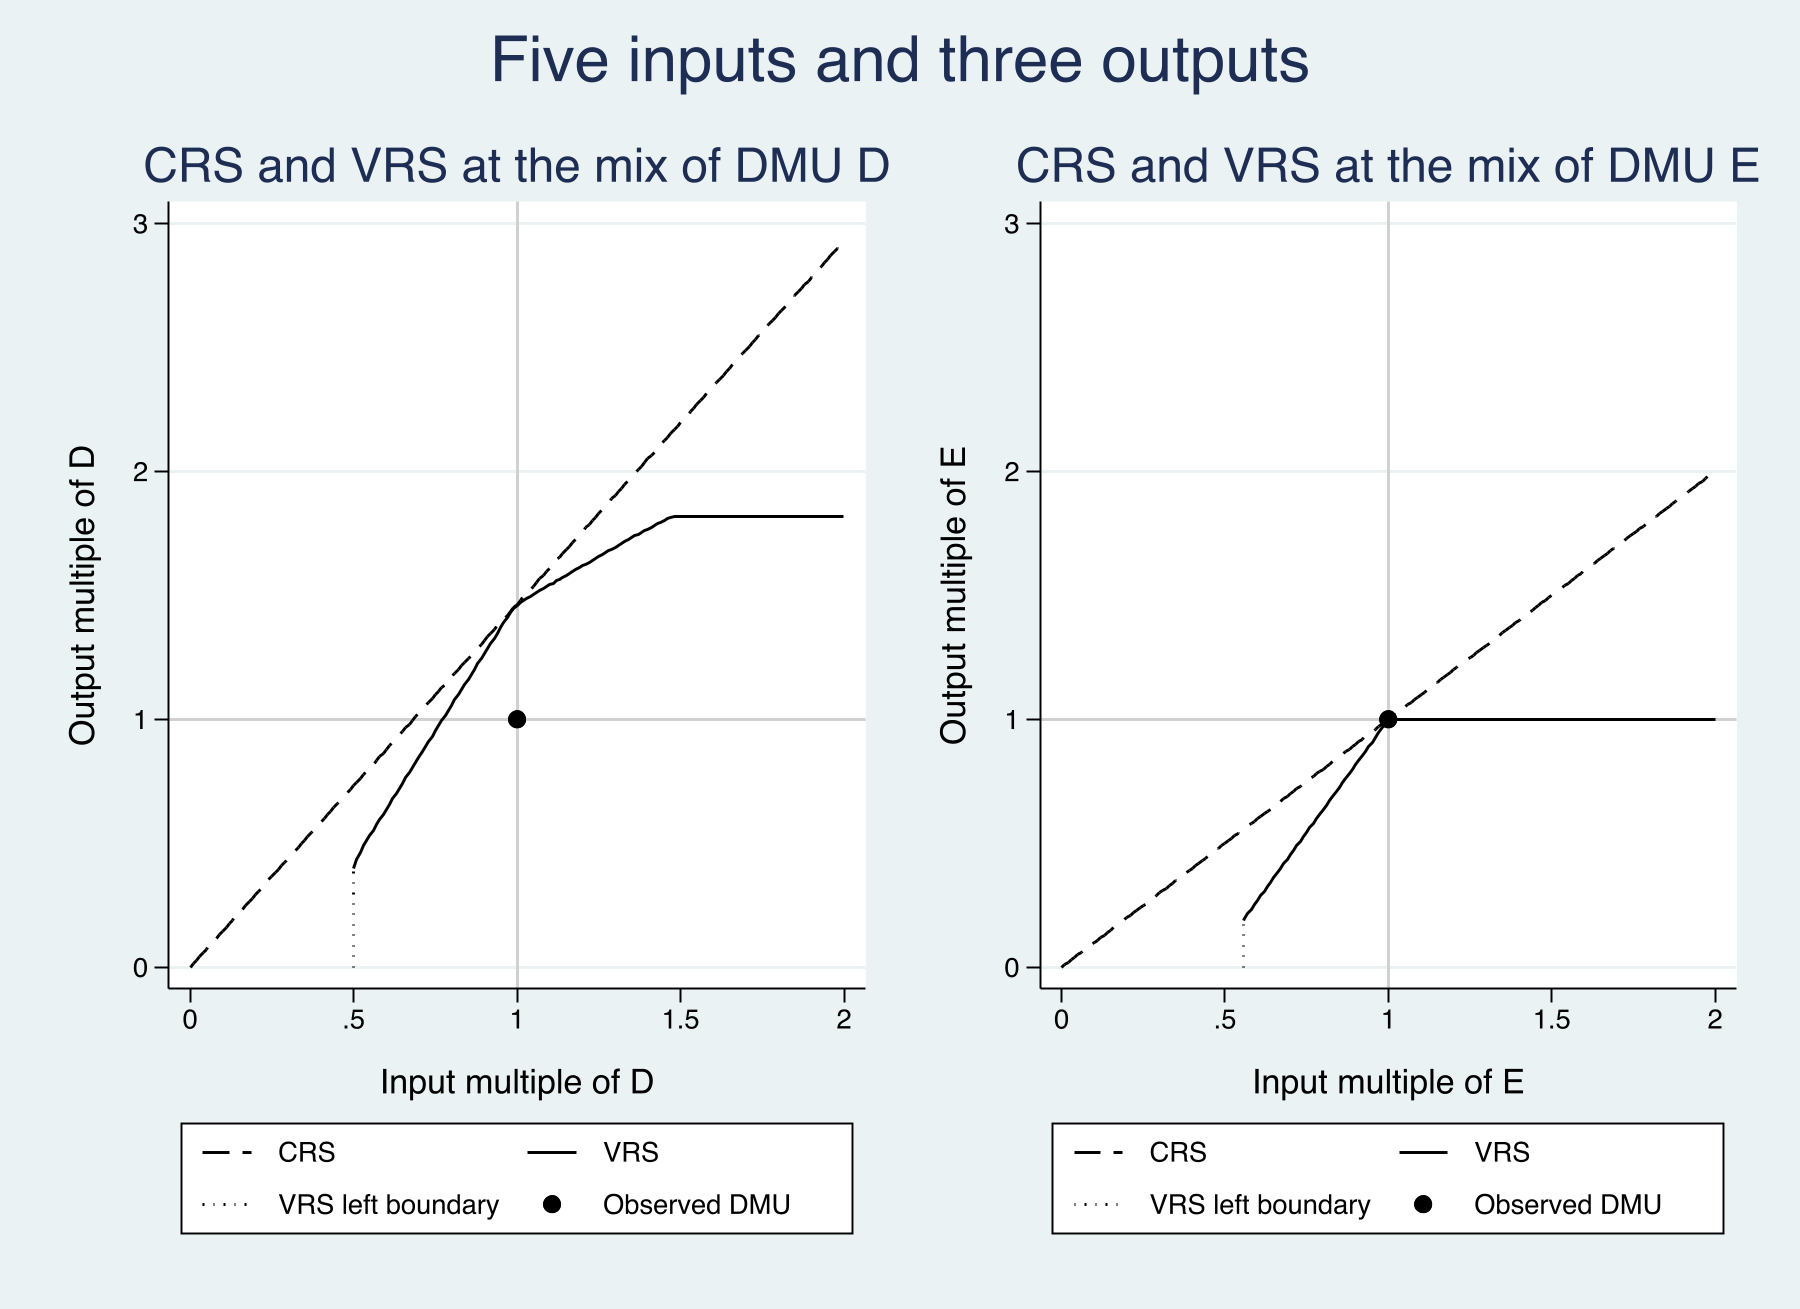 Five inputs and three outputs
CRS and VRS at the mix of DMU D
3
2
1
0
Output multiple of D
0 .5 1 1.5 2
Input multiple of D
CRS VRS
VRS left boundary Observed DMU
CRS and VRS at the mix of DMU E
3
2
1
0
Output multiple of E
0 .5 1 1.5 2
Input multiple of E
CRS VRS
VRS left boundary Observed DMU